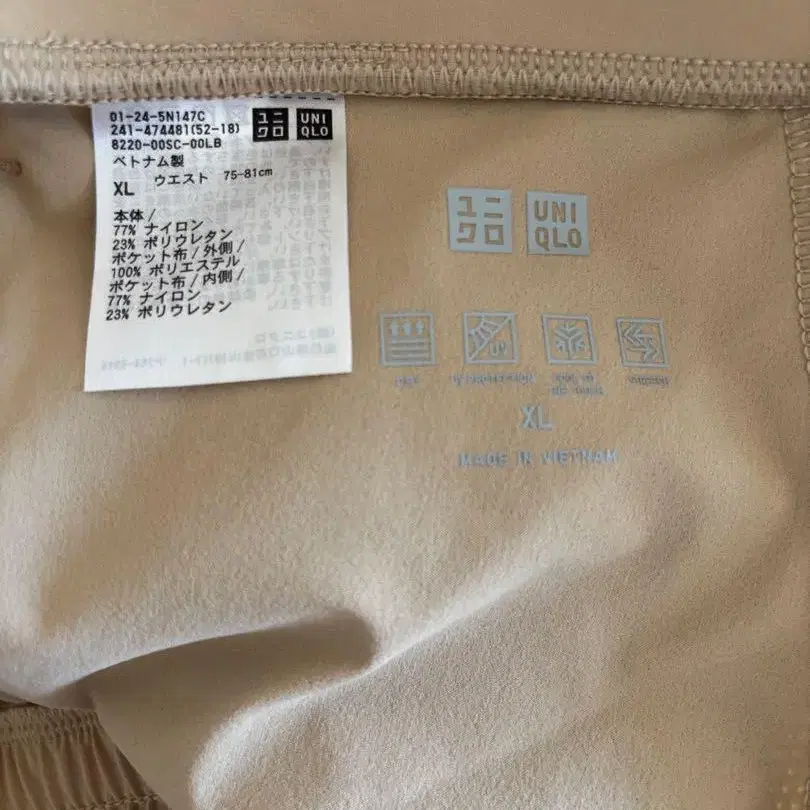 01-24-5N147C
241-474481(52-18)
8220-00SC-00LB
ユニクロ
UNIQLO
ベトナム製
XL ウエスト 75-81cm
本体/
77% ナイロン
23% ポリウレタン
ポケット布/外側/
100% ポリエステル
ポケット布/内側/
77% ナイロン
23% ポリウレタン
ユニクロ
UNIQLO
UV
DRY UV PROTECTION
XL
MADE IN VIETNAM